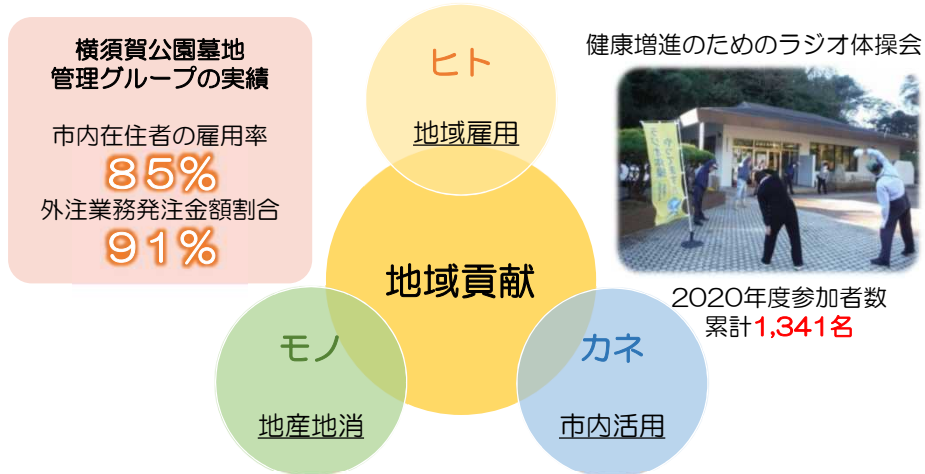 横須賀公園墓地
管理グループの実績
市内在住者の雇用率
85%
外注業務発注金額割合
91%
ヒト
地域雇用
地域貢献
モノ
地産地消
カネ
市内活用
健康増進のためのラジオ体操会
2020年度参加者数
累計1,341名